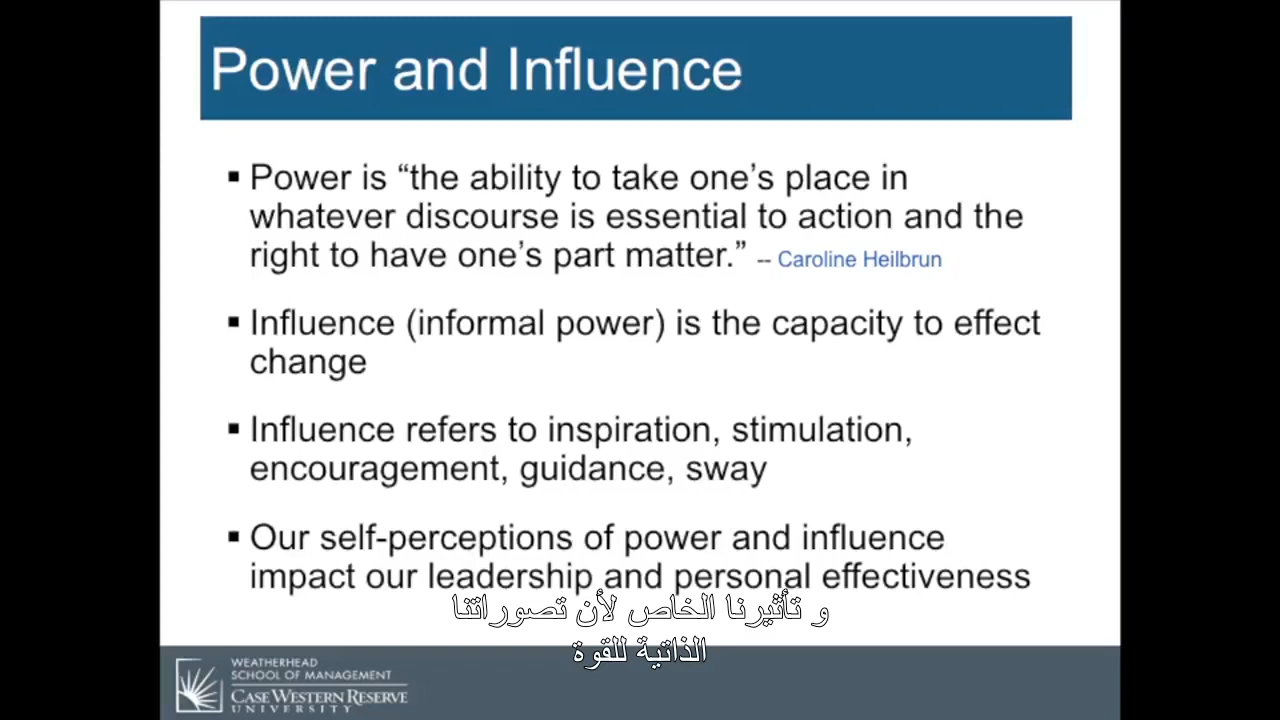 Power and Influence
▪ Power is “the ability to take one’s place in
whatever discourse is essential to action and the
right to have one’s part matter.” -- Caroline Heilbrun
▪ Influence (informal power) is the capacity to effect
change
▪ Influence refers to inspiration, stimulation,
encouragement, guidance, sway
▪ Our self-perceptions of power and influence
impact our leadership and personal effectiveness
و تأثيرنا الخاص لأن تصوراتنا
الذاتية للقوة
WEATHERHEAD
SCHOOL OF MANAGEMENT
CASE WESTERN RESERVE
UNIVERSITY